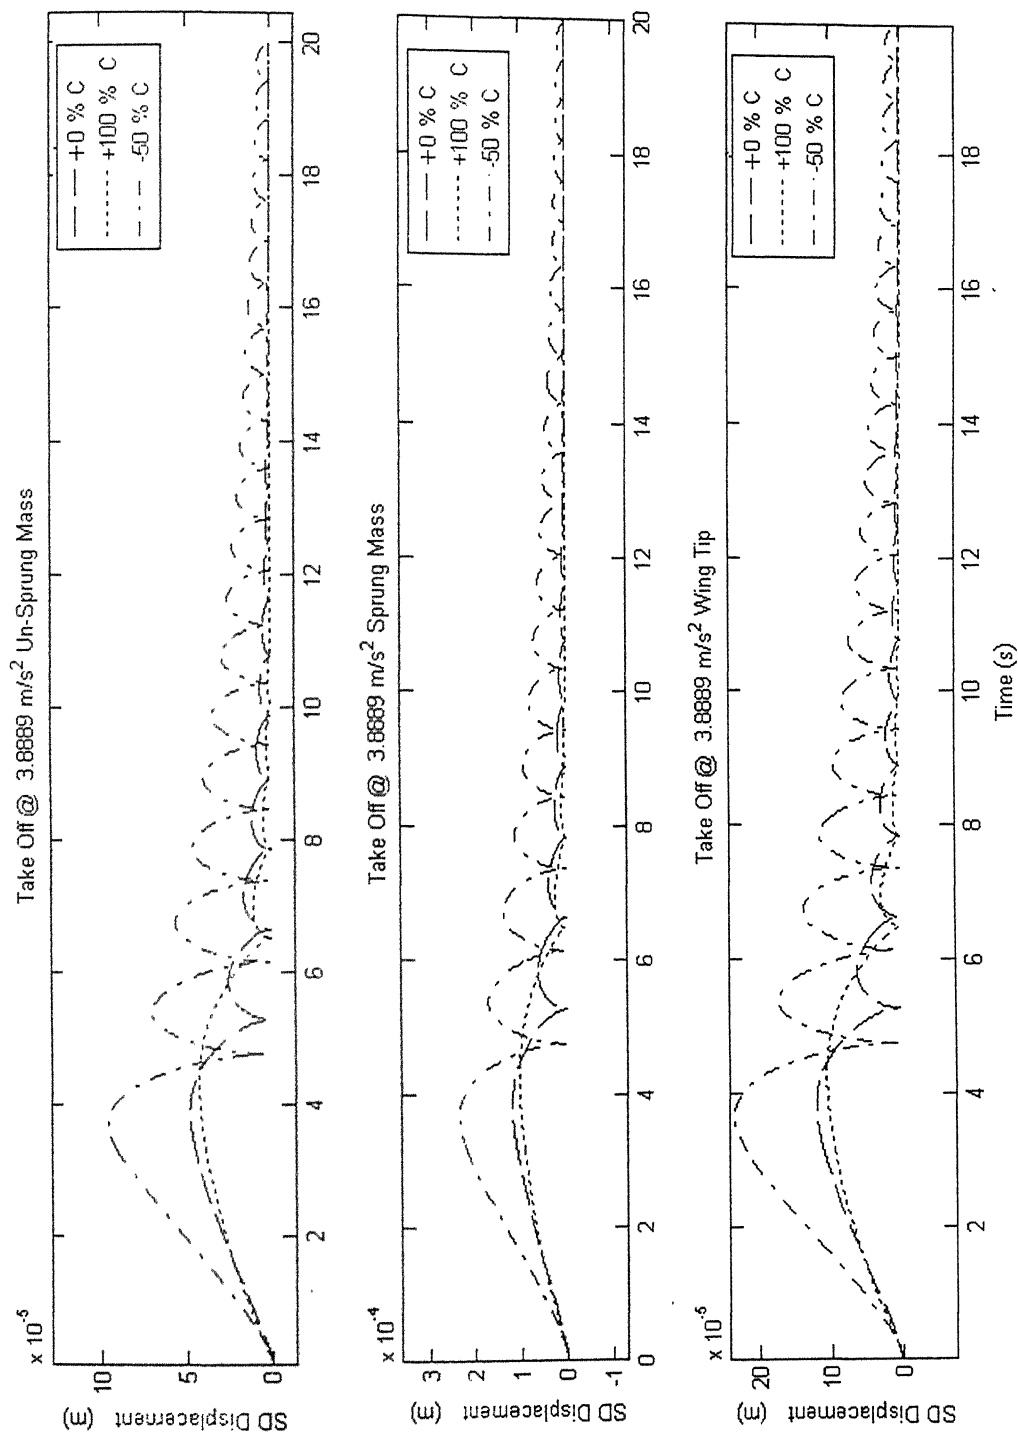 Take Off @ 3.8889 m/s² Un-Sprung Mass
x 10⁻⁵
SD Displacement
(m)
10
5
0
2
4
6
8
10
12
14
16
18
20
+0 % C
+100 % C
-50 % C
Take Off @ 3.8889 m/s² Sprung Mass
x 10⁻⁴
SD Displacement
(m)
3
2
1
0
-1
0
2
4
6
8
10
12
14
16
18
20
+0 % C
+100 % C
-50 % C
Take Off @ 3.8889 m/s² Wing Tip
x 10⁻⁵
SD Displacement
(m)
20
10
0
2
4
6
8
10
12
14
16
18
+0 % C
+100 % C
-50 % C
Time (s)